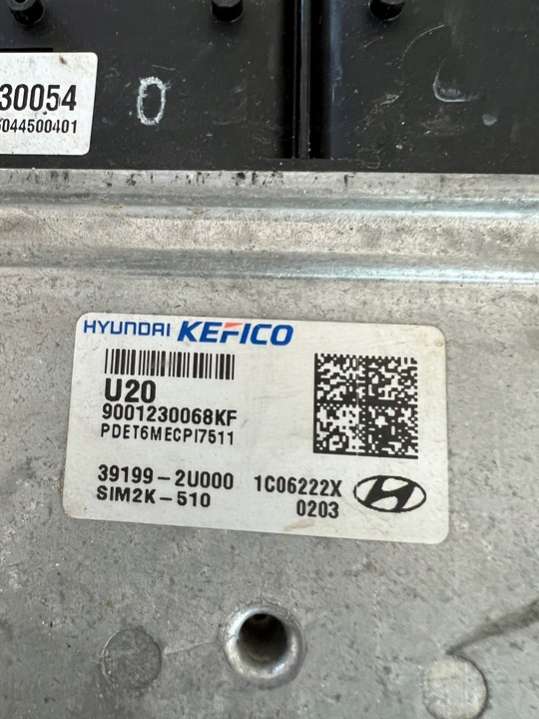 30054
044500401
0
HYUNDAI KEFICO
U20
9001230068KF
PDET6MECPI7511
39199-2U000 1C06222X
SIM2K-510 0203